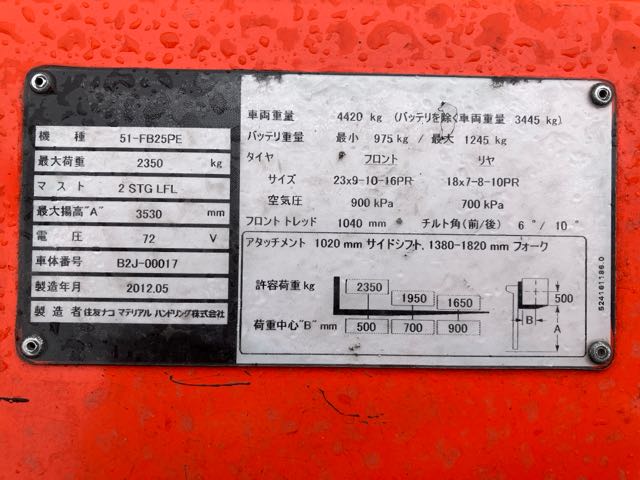 機 種 51-FB25PE
最大荷重 2350 kg
マスト 2 STG LFL
最大揚高"A" 3530 mm
電 圧 72 V
車体番号 B2J-00017
製造年月 2012.05
製 造 者 住友ナコ マテリアル ハンドリング株式会社
車両重量 4420 kg (バッテリを除く車両重量 3445 kg)
バッテリ重量 最小 975 kg / 最大 1245 kg
タイヤ フロント リヤ
サイズ 23x9-10-16PR 18x7-8-10PR
空気圧 900 kPa 700 kPa
フロント トレッド 1040 mm チルト角(前/後) 6゜/ 10゜
アタッチメント 1020 mm サイドシフト, 1380-1820 mm フォーク
許容荷重 kg 2350 1950 1650
荷重中心"B" mm 500 700 900
500
B
A
524161186.0